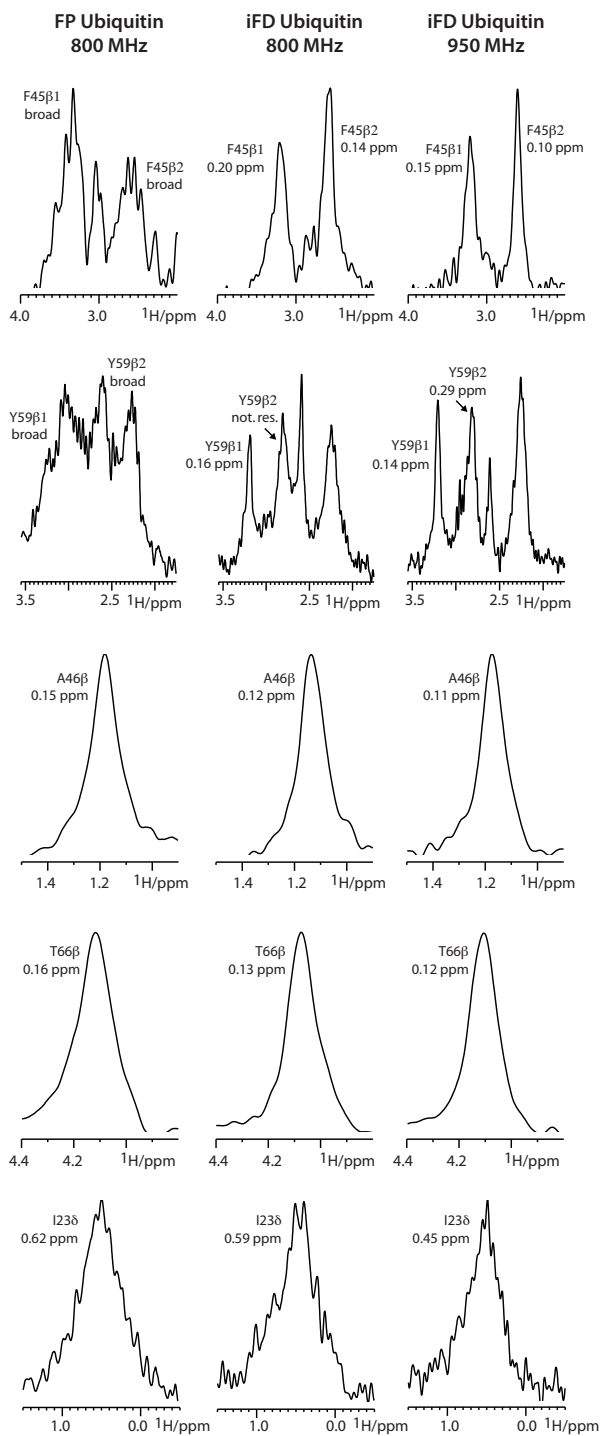 FP Ubiquitin
800 MHz
iFD Ubiquitin
800 MHz
iFD Ubiquitin
950 MHz
F45β1
broad
F45β2
broad
4.0 3.0 1H/ppm
F45β1
0.20 ppm
F45β2
0.14 ppm
4.0 3.0 1H/ppm
F45β1
0.15 ppm
F45β2
0.10 ppm
4.0 3.0 1H/ppm
Y59β1
broad
Y59β2
broad
3.5 2.5 1H/ppm
Y59β2
not. res.
Y59β1
0.16 ppm
3.5 2.5 1H/ppm
Y59β2
0.29 ppm
Y59β1
0.14 ppm
3.5 2.5 1H/ppm
A46β
0.15 ppm
1.4 1.2 1H/ppm
A46β
0.12 ppm
1.4 1.2 1H/ppm
A46β
0.11 ppm
1.4 1.2 1H/ppm
T66β
0.16 ppm
4.4 4.2 1H/ppm
T66β
0.13 ppm
4.4 4.2 1H/ppm
T66β
0.12 ppm
4.4 4.2 1H/ppm
I23δ
0.62 ppm
1.0 0.0 1H/ppm
I23δ
0.59 ppm
1.0 0.0 1H/ppm
I23δ
0.45 ppm
1.0 0.0 1H/ppm